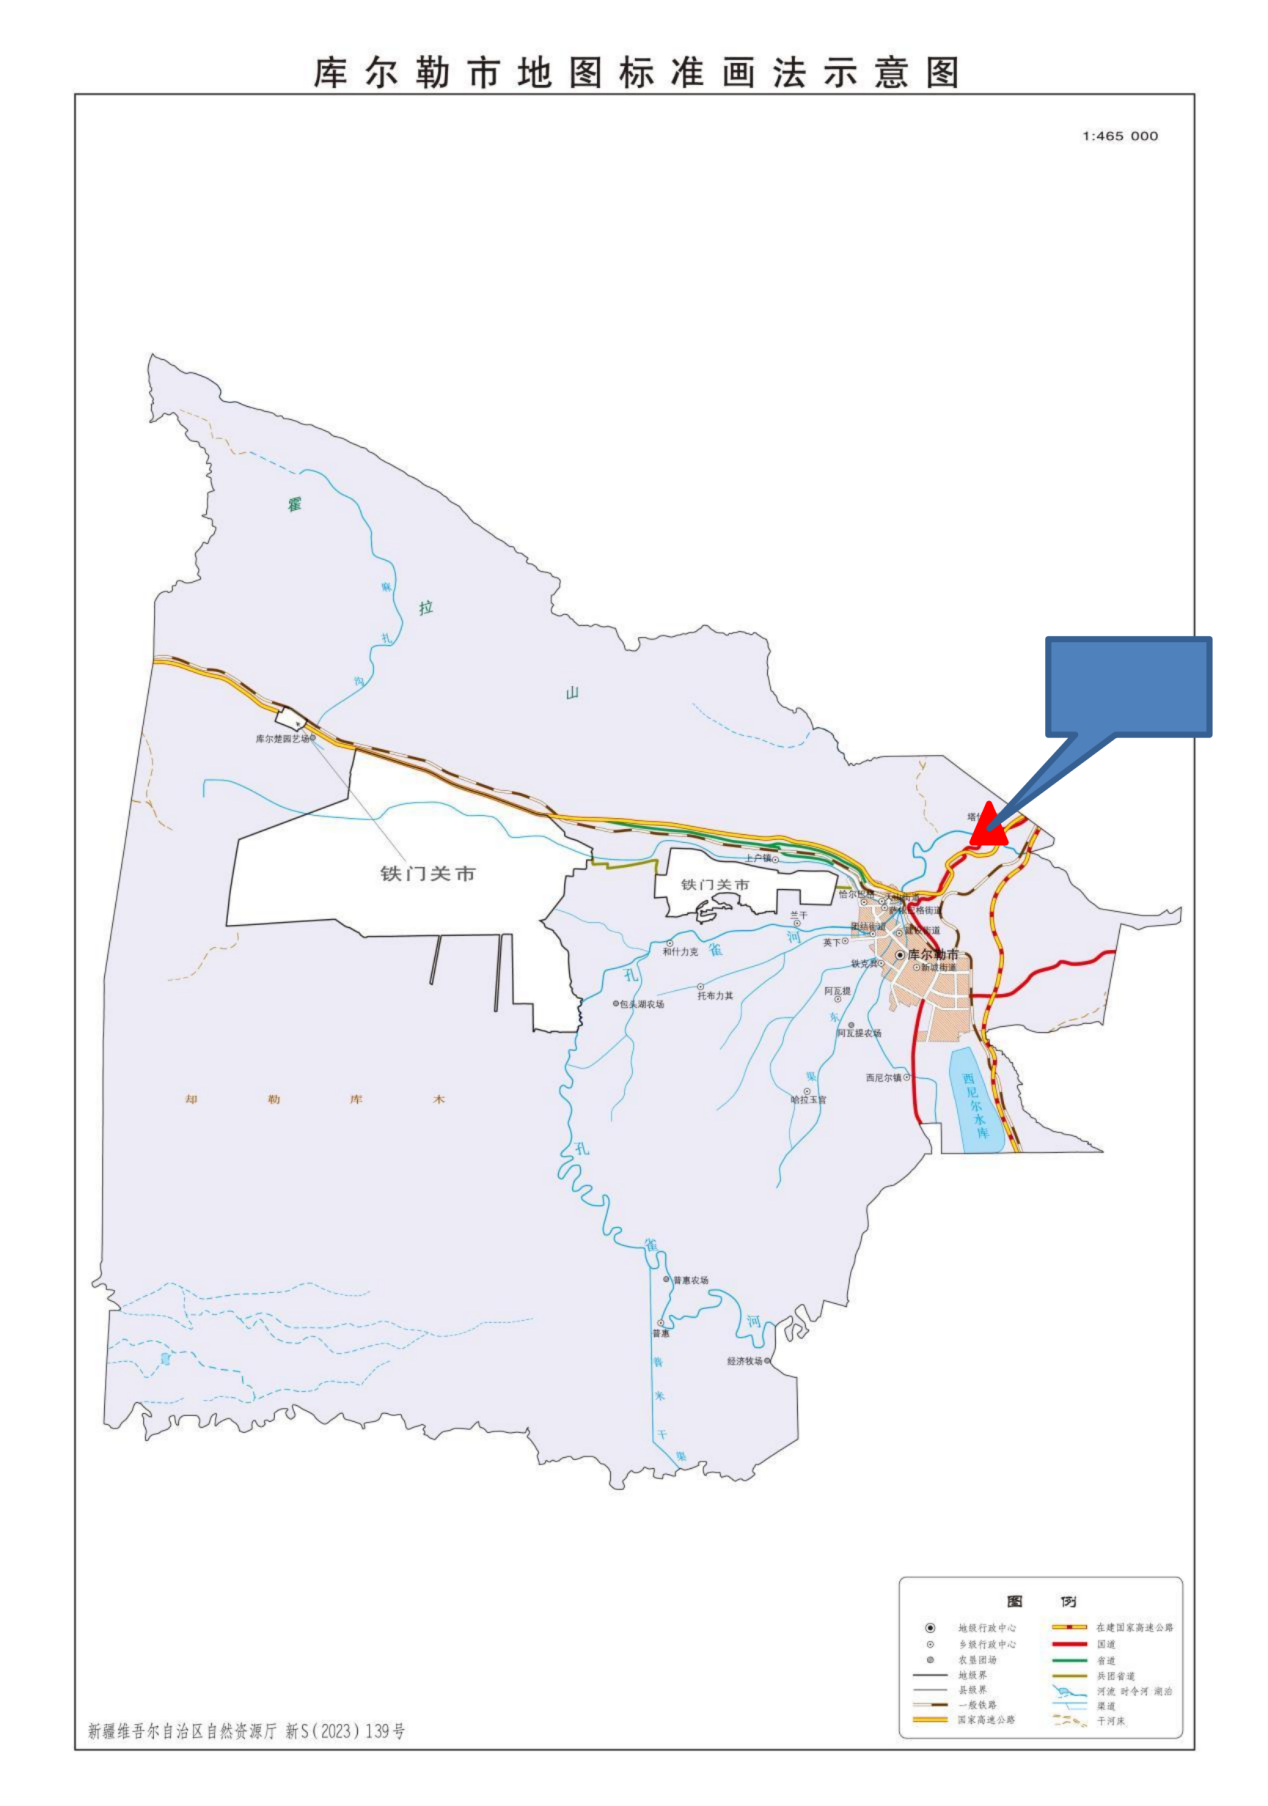 库尔勒市地图标准画法示意图
1:465 000
霍
拉
山
麻
札
沟
库尔楚园艺场
铁门关市
铁门关市
上户镇
恰尔巴格
兰干
团结街道
建设街道
英下
库尔勒市
新城街道
铁克其
和什力克
孔
雀
河
托布力其
包头湖农场
阿瓦提
阿瓦提农场
东
渠
哈拉玉宫
西尼尔镇
西尼尔水库
却
勒
库
木
孔
雀
河
普惠农场
普惠
经济牧场
普
米
干
渠
图 例
地级行政中心
乡级行政中心
农垦团场
地级界
县级界
一般铁路
国家高速公路
在建国家高速公路
国道
省道
兵团省道
河流 时令河 湖泊
渠道
干河床
新疆维吾尔自治区自然资源厅 新S(2023)139号